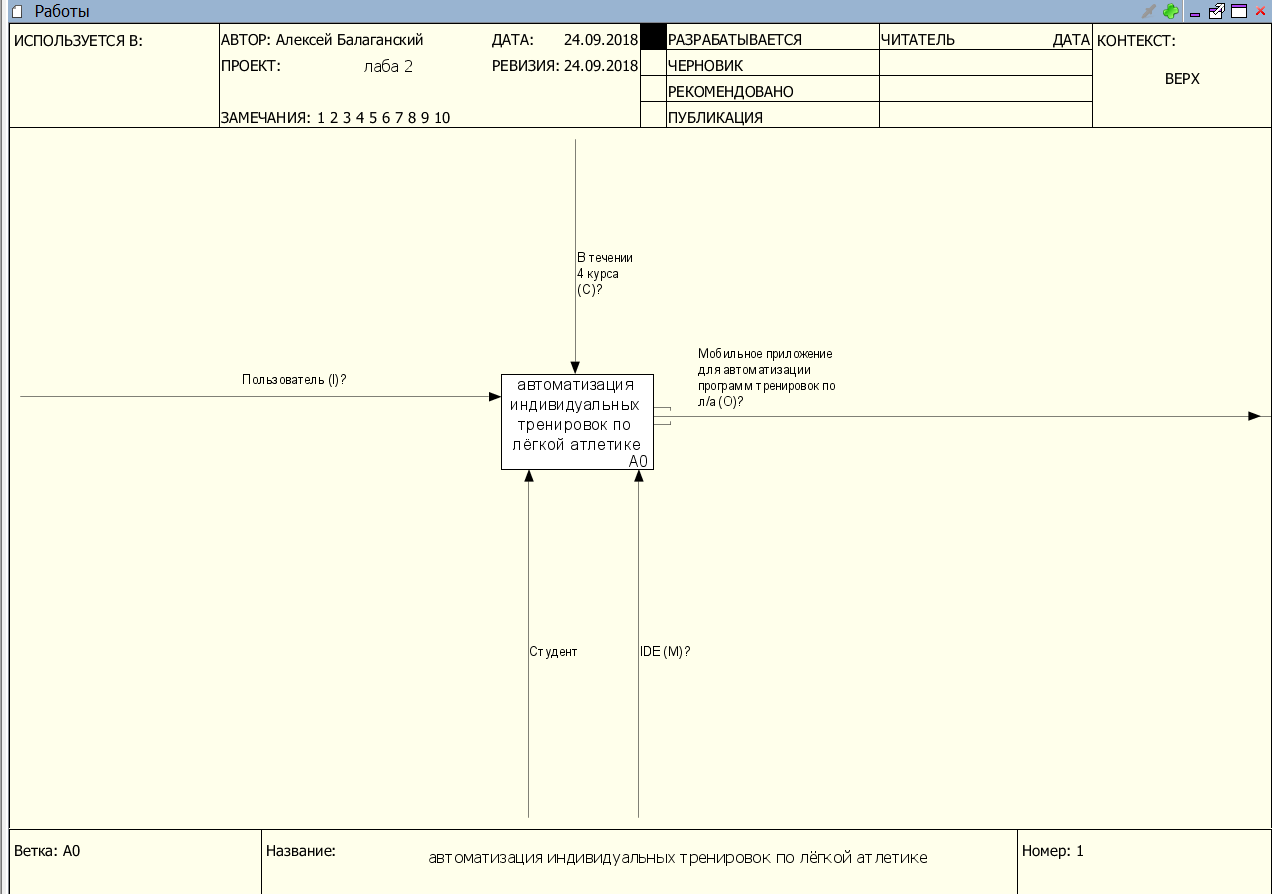 Работы
ИСПОЛЬЗУЕТСЯ В:
АВТОР: Алексей Балаганский
ДАТА: 24.09.2018
ПРОЕКТ: лаба 2
РЕВИЗИЯ: 24.09.2018
ЗАМЕЧАНИЯ: 1 2 3 4 5 6 7 8 9 10
РАЗРАБАТЫВАЕТСЯ
ЧЕРНОВИК
РЕКОМЕНДОВАНО
ПУБЛИКАЦИЯ
ЧИТАТЕЛЬ ДАТА
КОНТЕКСТ:
ВЕРХ
В течении
4 курса
(C)?
Пользователь (I)?
Мобильное приложение
для автоматизации
программ тренировок по
л/а (O)?
автоматизация
индивидуальных
тренировок по
лёгкой атлетике
A0
Студент
IDE (M)?
Ветка: A0
Название: автоматизация индивидуальных тренировок по лёгкой атлетике
Номер: 1